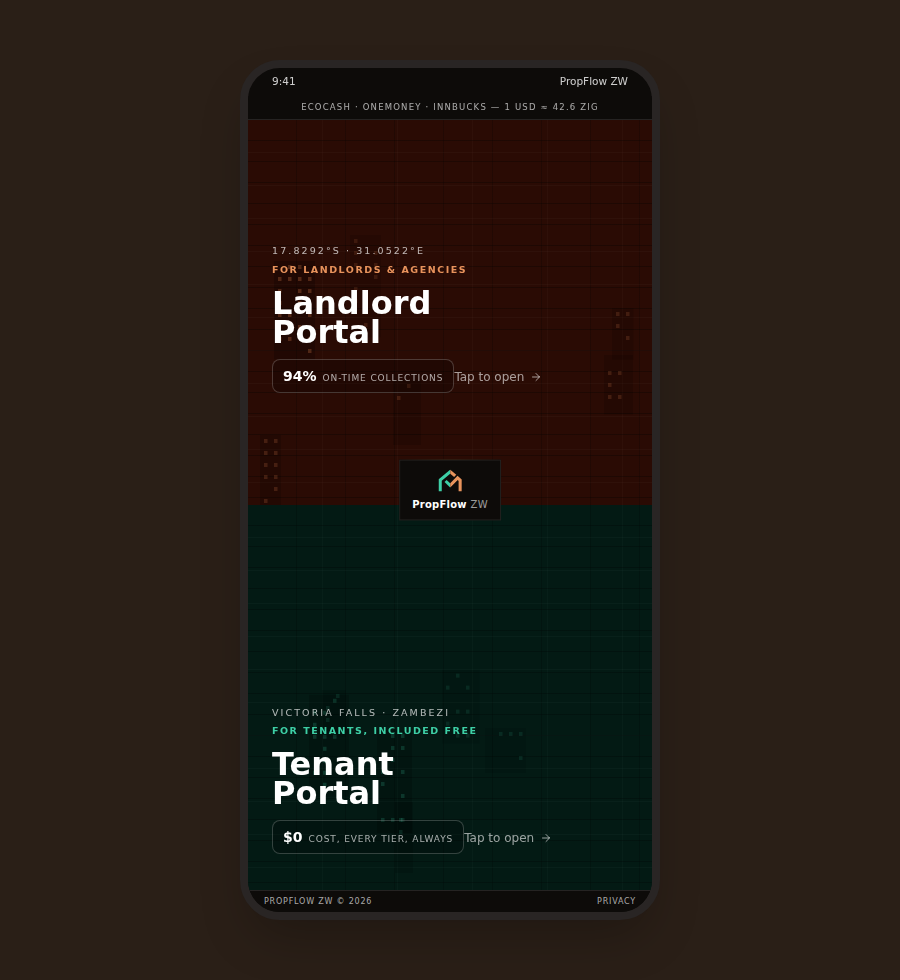 9:41 PropFlow ZW
ECOCASH · ONEMONEY · INNBUCKS — 1 USD ≈ 42.6 ZIG
17.8292°S · 31.0522°E
FOR LANDLORDS & AGENCIES
Landlord
Portal
94% ON-TIME COLLECTIONS Tap to open →
PropFlow ZW
VICTORIA FALLS · ZAMBEZI
FOR TENANTS, INCLUDED FREE
Tenant
Portal
$0 COST, EVERY TIER, ALWAYS Tap to open →
PROPFLOW ZW © 2026 PRIVACY